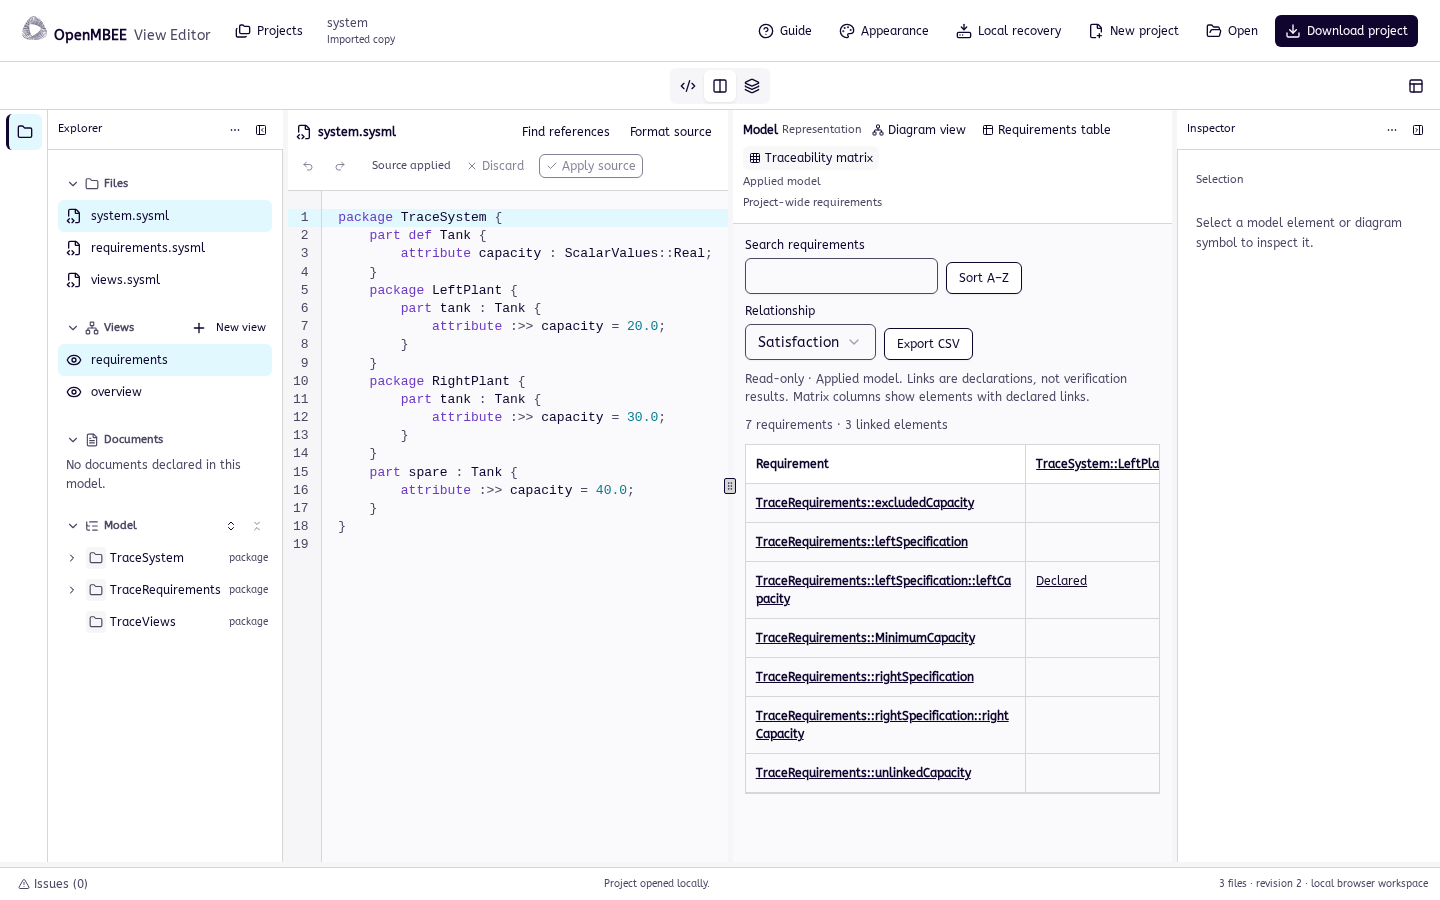 OpenMBEE View Editor
Projects
system
Imported copy
Guide
Appearance
Local recovery
New project
Open
Download project
Explorer
Files
system.sysml
requirements.sysml
views.sysml
Views
New view
requirements
overview
Documents
No documents declared in this
model.
Model
TraceSystem package
TraceRequirements package
TraceViews package
system.sysml
Find references
Format source
Source applied
Discard
Apply source
1 package TraceSystem {
2 part def Tank {
3 attribute capacity : ScalarValues::Real;
4 }
5 package LeftPlant {
6 part tank : Tank {
7 attribute :>> capacity = 20.0;
8 }
9 }
10 package RightPlant {
11 part tank : Tank {
12 attribute :>> capacity = 30.0;
13 }
14 }
15 part spare : Tank {
16 attribute :>> capacity = 40.0;
17 }
18 }
19
Model Representation Diagram view Requirements table
Traceability matrix
Applied model
Project-wide requirements
Search requirements
Sort A–Z
Relationship
Satisfaction
Export CSV
Read-only · Applied model. Links are declarations, not verification
results. Matrix columns show elements with declared links.
7 requirements · 3 linked elements
Requirement TraceSystem::LeftPla
TraceRequirements::excludedCapacity
TraceRequirements::leftSpecification
TraceRequirements::leftSpecification::leftCa
pacity
Declared
TraceRequirements::MinimumCapacity
TraceRequirements::rightSpecification
TraceRequirements::rightSpecification::right
Capacity
TraceRequirements::unlinkedCapacity
Inspector
Selection
Select a model element or diagram
symbol to inspect it.
Issues (0)
Project opened locally.
3 files · revision 2 · local browser workspace